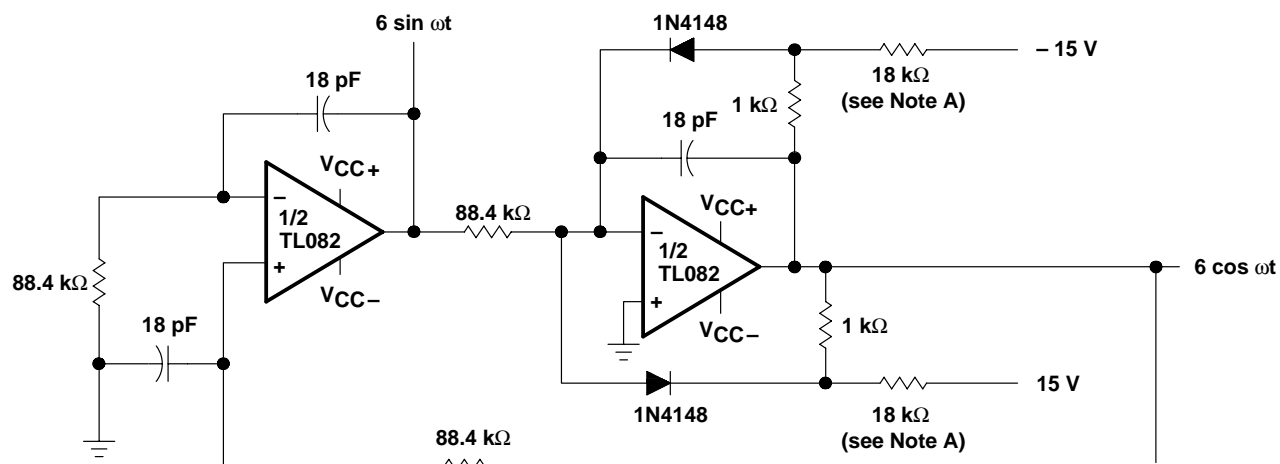 6 sin ωt
1N4148
– 15 V
18 pF
18 kΩ
(see Note A)
1 kΩ
18 pF
VCC+
–
1/2
TL082
+
VCC–
88.4 kΩ
88.4 kΩ
VCC+
–
1/2
TL082
+
VCC–
6 cos ωt
18 pF
1 kΩ
1N4148
15 V
18 kΩ
(see Note A)
88.4 kΩ